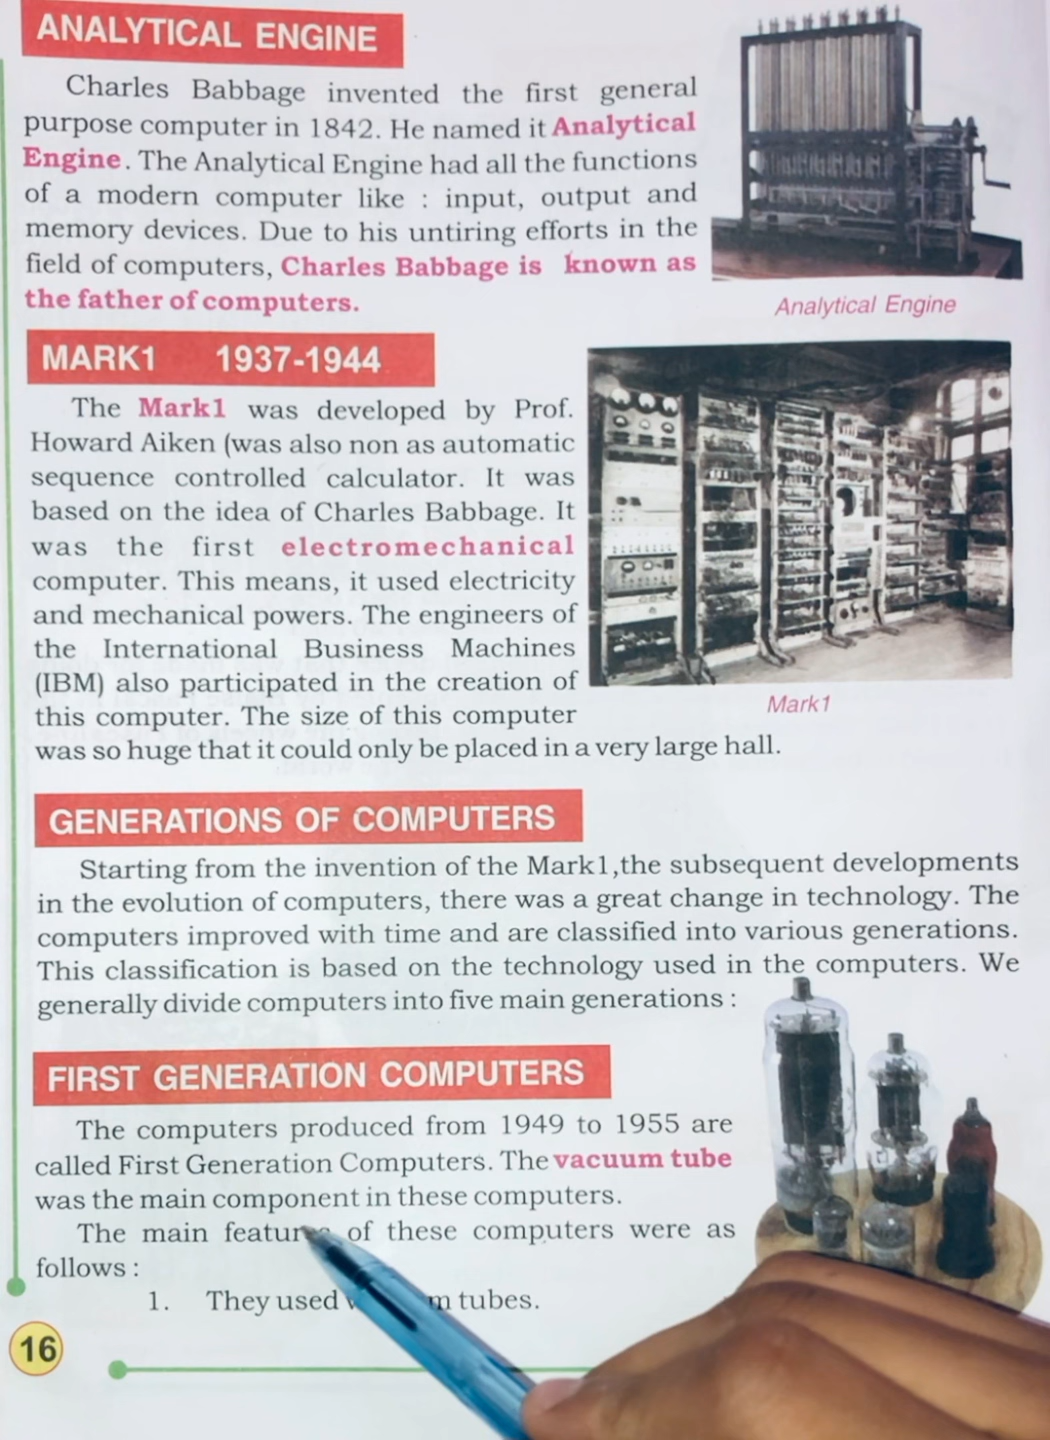 ANALYTICAL ENGINE
Charles Babbage invented the first general
purpose computer in 1842. He named it Analytical
Engine. The Analytical Engine had all the functions
of a modern computer like : input, output and
memory devices. Due to his untiring efforts in the
field of computers, Charles Babbage is known as
the father of computers.
Analytical Engine
MARK1 1937-1944
The Mark1 was developed by Prof.
Howard Aiken (was also non as automatic
sequence controlled calculator. It was
based on the idea of Charles Babbage. It
was the first electromechanical
computer. This means, it used electricity
and mechanical powers. The engineers of
the International Business Machines
(IBM) also participated in the creation of
this computer. The size of this computer
was so huge that it could only be placed in a very large hall.
Mark1
GENERATIONS OF COMPUTERS
Starting from the invention of the Mark1,the subsequent developments
in the evolution of computers, there was a great change in technology. The
computers improved with time and are classified into various generations.
This classification is based on the technology used in the computers. We
generally divide computers into five main generations :
FIRST GENERATION COMPUTERS
The computers produced from 1949 to 1955 are
called First Generation Computers. The vacuum tube
was the main component in these computers.
The main of these computers were as
follows :
1. They used tubes.
16